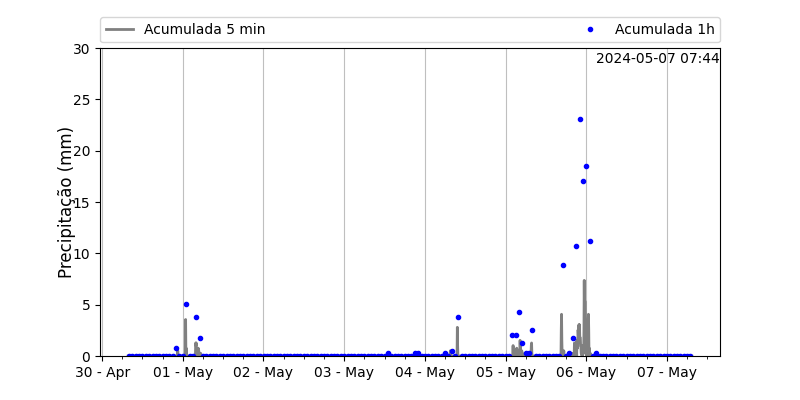 Acumulada 5 min
Acumulada 1h
2024-05-07 07:44
Precipitação (mm)
30
25
20
15
10
5
0
30 - Apr
01 - May
02 - May
03 - May
04 - May
05 - May
06 - May
07 - May